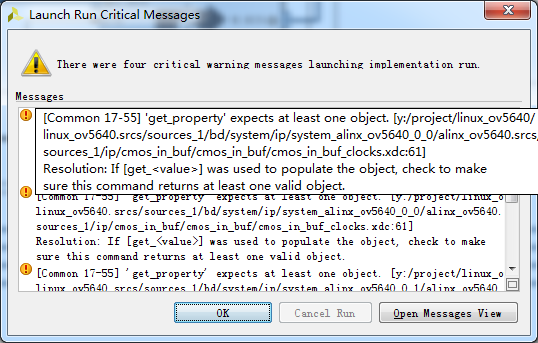 Launch Run Critical Messages
There were four critical warning messages launching implementation run.
Messages
[Common 17-55] 'get_property' expects at least one object. [y:/project/linux_ov5640/
linux_ov5640.srcs/sources_1/bd/system/ip/system_alinx_ov5640_0_0/alinx_ov5640.srcs/
sources_1/ip/cmos_in_buf/cmos_in_buf_clocks.xdc:61]
Resolution: If [get_<value>] was used to populate the object, check to make
sure this command returns at least one valid object.
[Common 17-55] 'get_property' expects at least one object. [y:/project/linux_o
linux_ov5640.srcs/sources_1/bd/system/ip/system_alinx_ov5640_0_0/alinx_ov5640.
sources_1/ip/cmos_in_buf/cmos_in_buf_clocks.xdc:61]
Resolution: If [get_<value>] was used to populate the object, check to make
sure this command returns at least one valid object.
[Common 17-55] 'get_property' expects at least one object. [y:/project/linux_o
linux_ov5640.srcs/sources_1/bd/system/ip/system_alinx_ov5640_0_1/alinx_ov5640.
OK
Cancel Run
Open Messages View